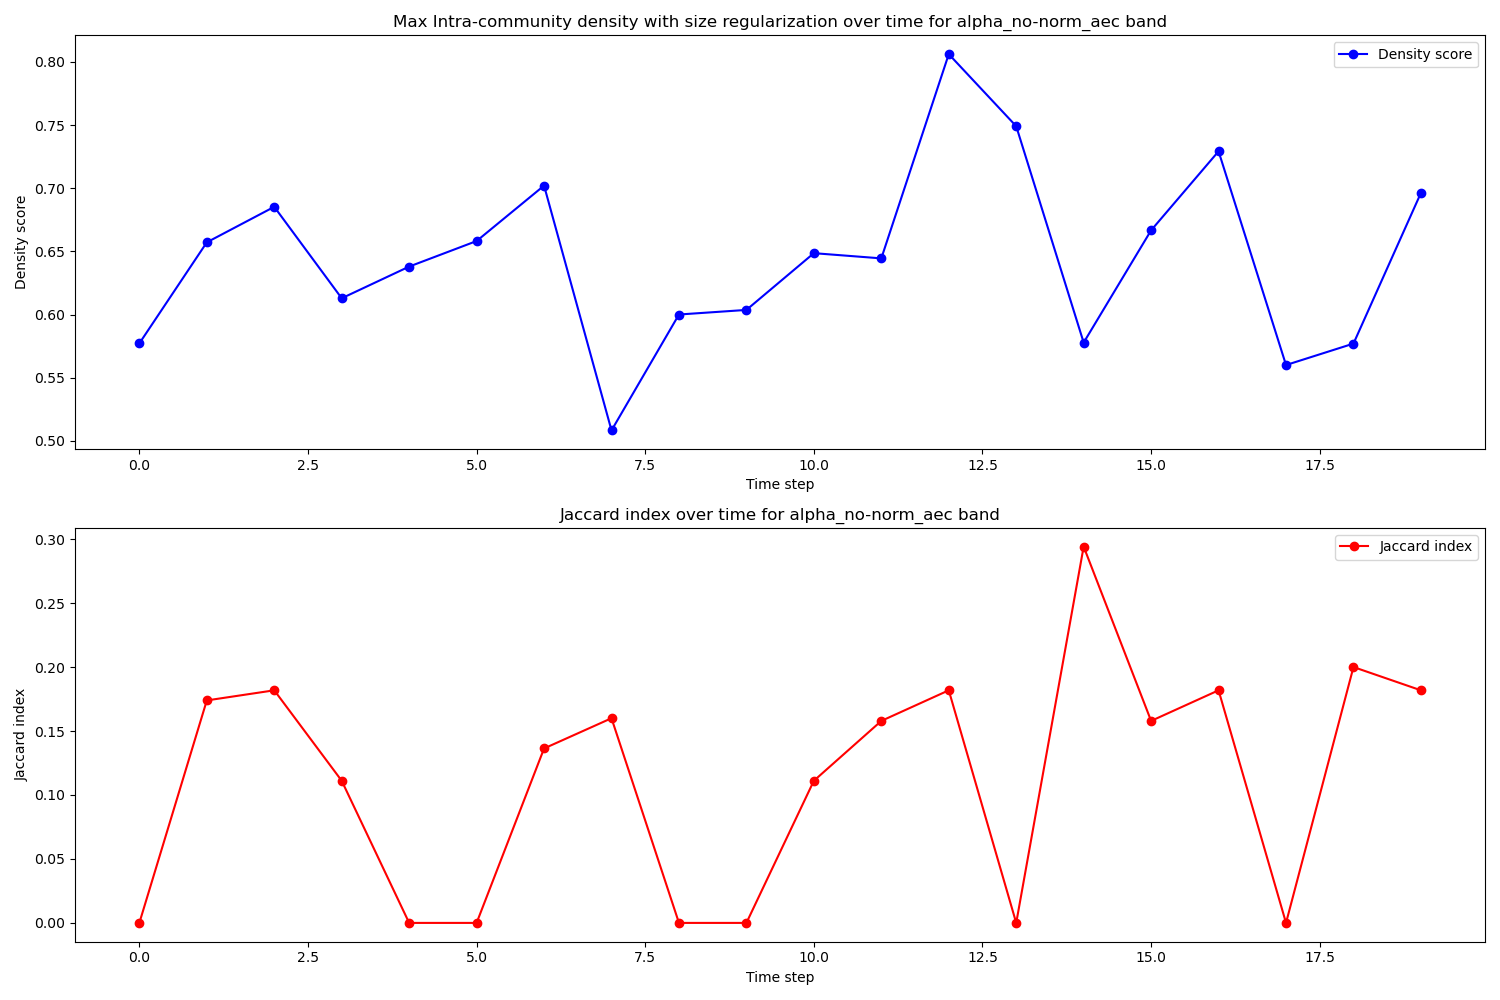 Max Intra-community density with size regularization over time for alpha_no-norm_aec band
Density score
Density score
0.80
0.75
0.70
0.65
0.60
0.55
0.50
0.0 2.5 5.0 7.5 10.0 12.5 15.0 17.5
Time step
Jaccard index over time for alpha_no-norm_aec band
Jaccard index
Jaccard index
0.30
0.25
0.20
0.15
0.10
0.05
0.00
0.0 2.5 5.0 7.5 10.0 12.5 15.0 17.5
Time step